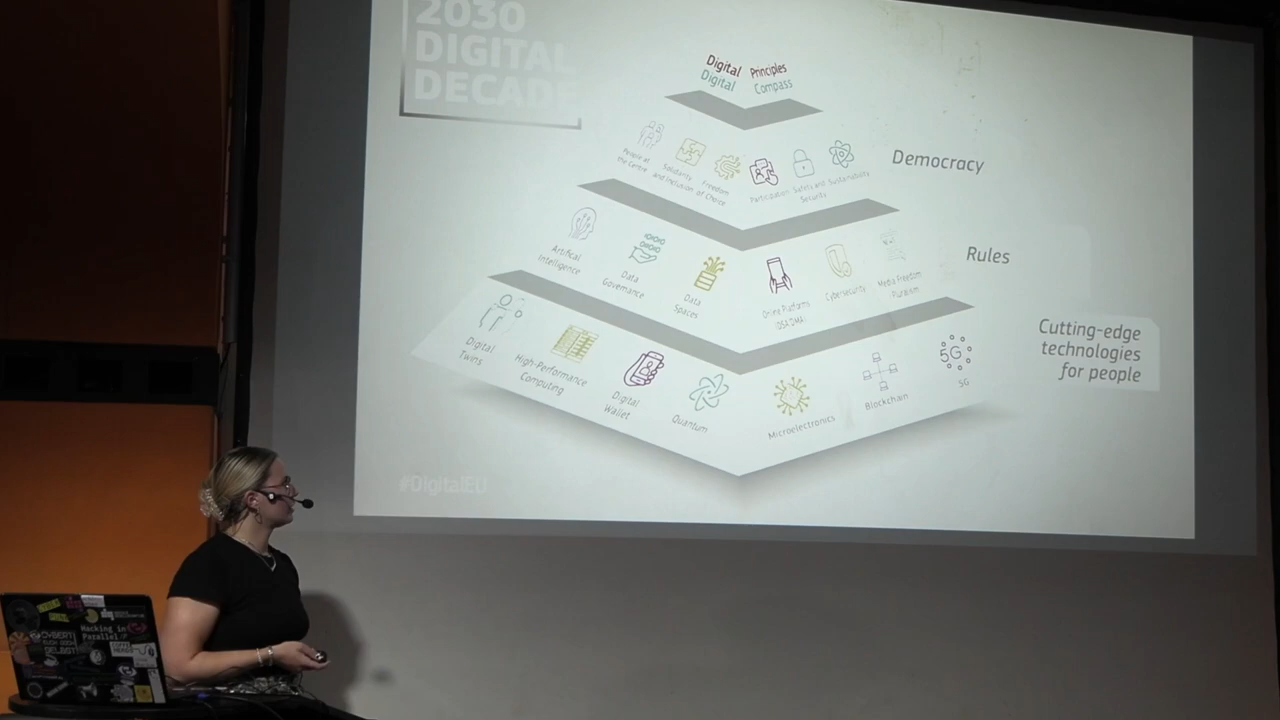 2030
DIGITAL
DECADE
Digital Principles
Digital Compass
People at
the Centre
Solidarity
and Inclusion
Freedom
of Choice
Participation
Safety and
Security
Sustainability
Democracy
Artifical
Intelligence
Data
Governance
Data
Spaces
Online Platforms
(DSA DMA)
Cybersecurity
Media Freedom
Pluralism
Rules
Digital
Twins
High-Performance
Computing
Digital
Wallet
Quantum
Microelectronics
Blockchain
5G
5G
Cutting-edge
technologies
for people
#DigitalEU
Hacking in
Parallel